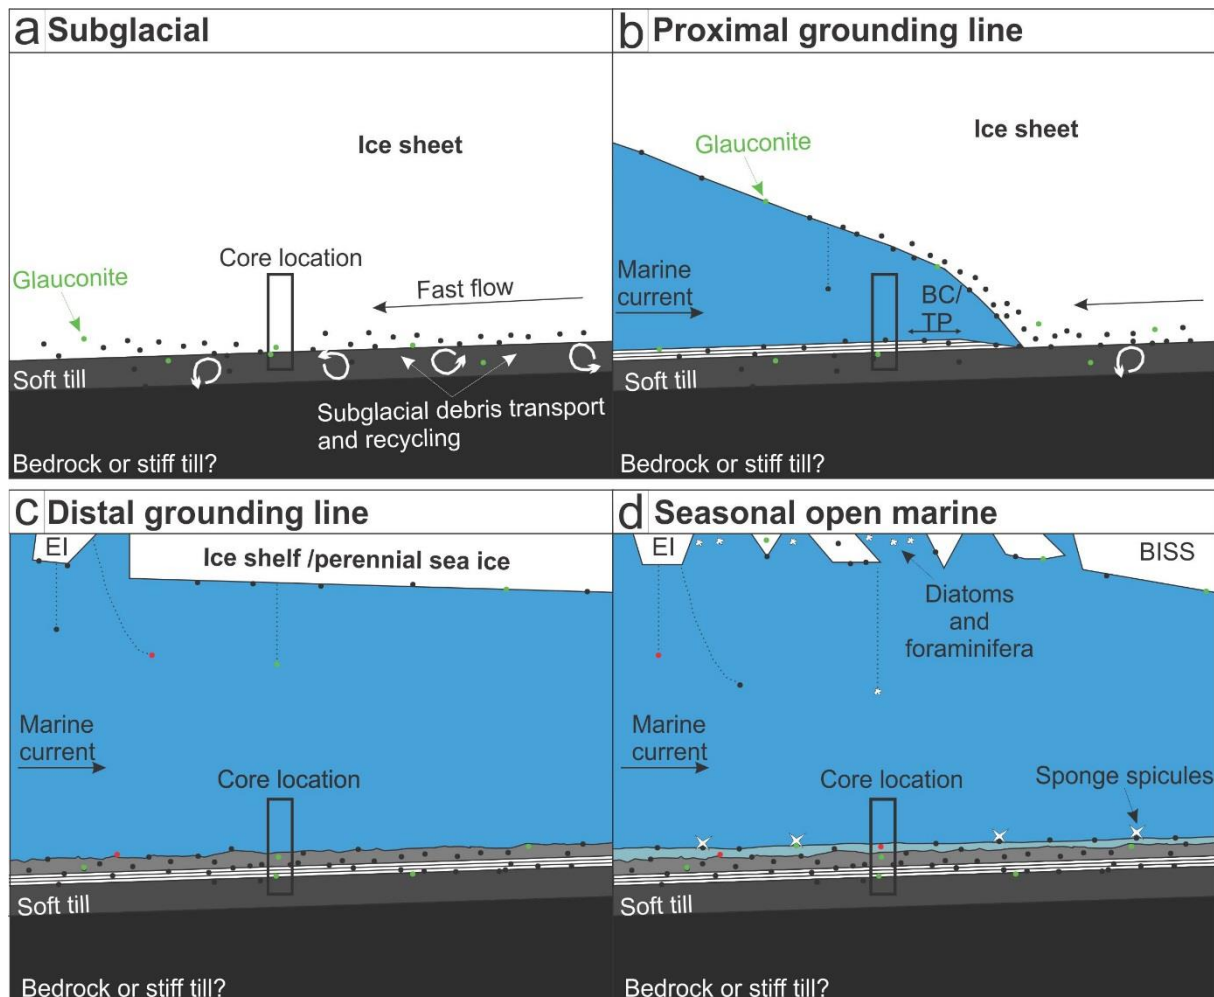 a Subglacial
Ice sheet
Glauconite
Core location
Fast flow
Soft till
Subglacial debris transport
and recycling
Bedrock or stiff till?
b Proximal grounding line
Ice sheet
Glauconite
Marine
current
BC/
TP
Soft till
Bedrock or stiff till?
c Distal grounding line
EI
Ice shelf /perennial sea ice
Marine
current
Core location
Soft till
Bedrock or stiff till?
d Seasonal open marine
EI
BISS
Diatoms
and
foraminifera
Marine
current
Core location
Sponge spicules
Soft till
Bedrock or stiff till?